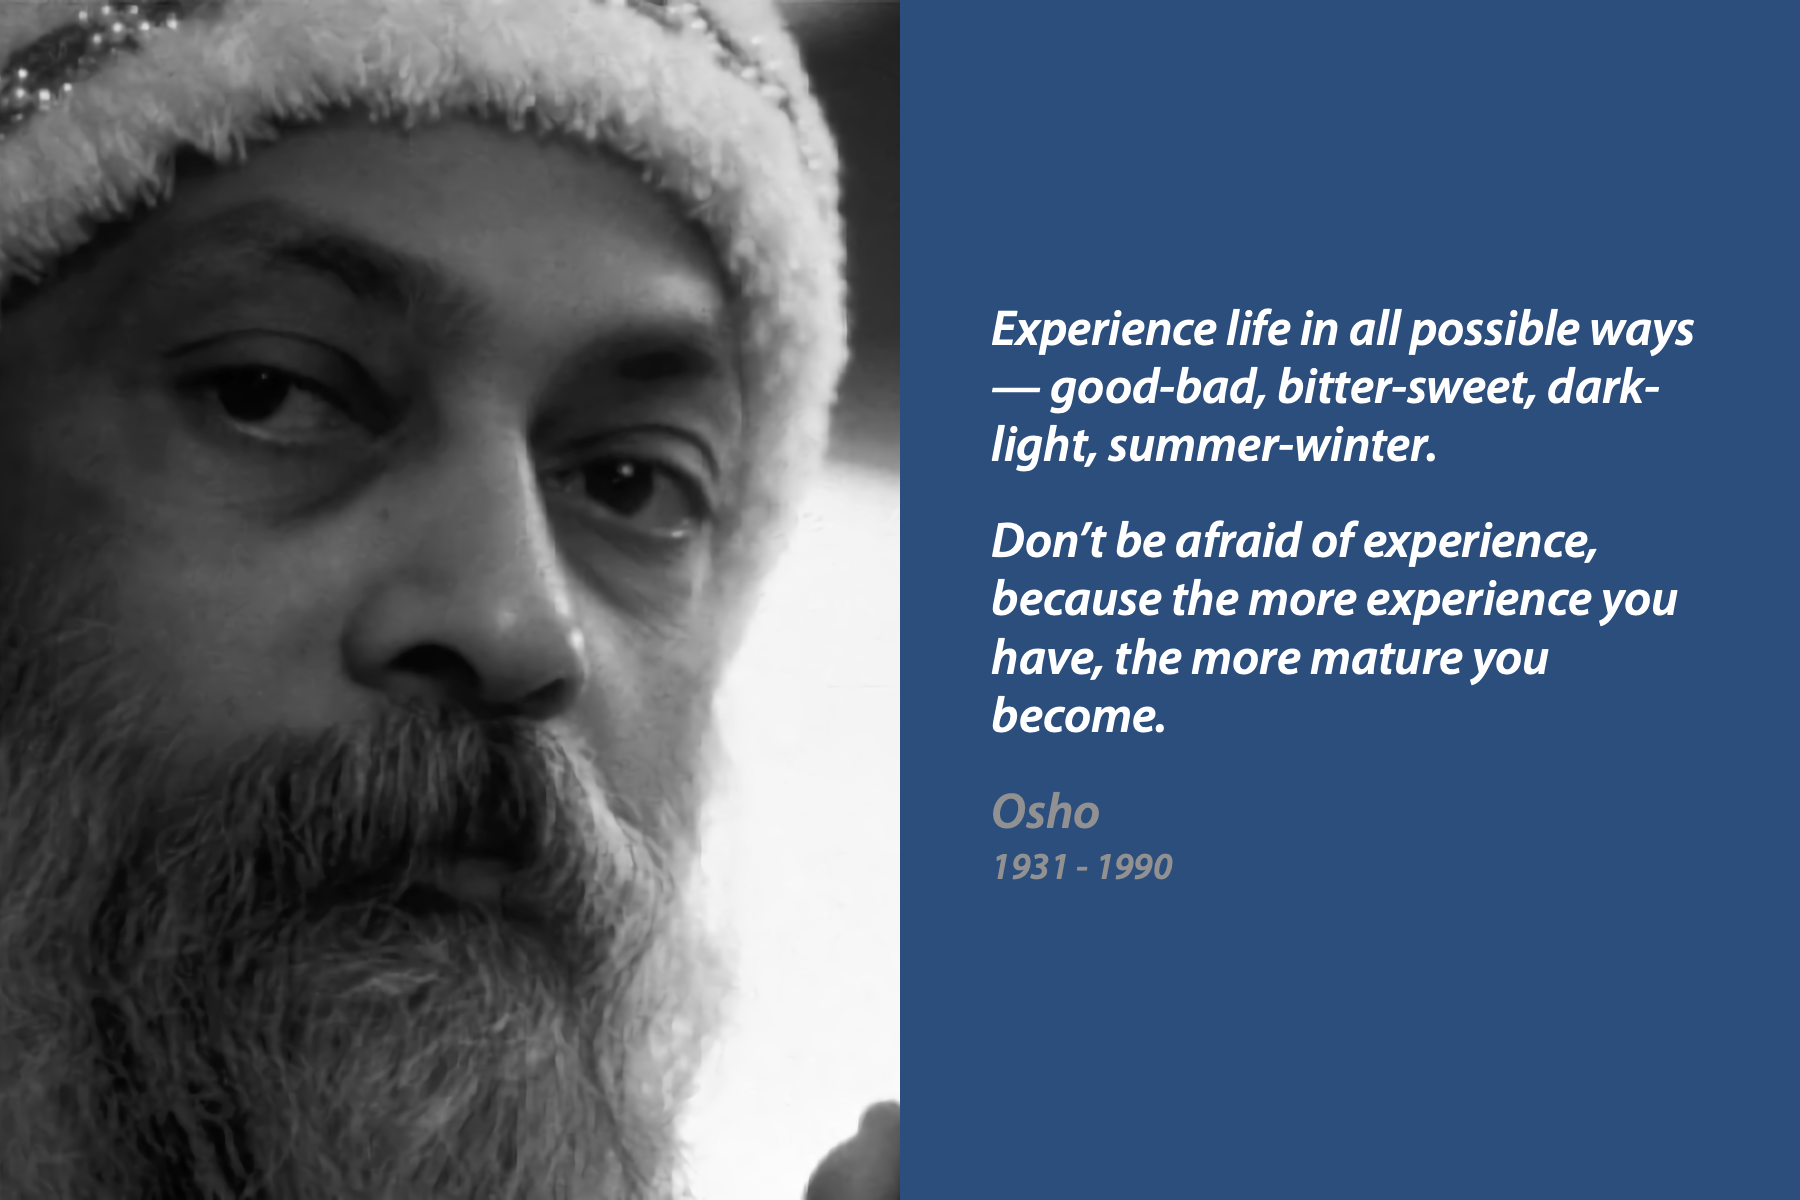 Experience life in all possible ways
— good-bad, bitter-sweet, dark-
light, summer-winter.
Don’t be afraid of experience,
because the more experience you
have, the more mature you
become.
Osho
1931 - 1990